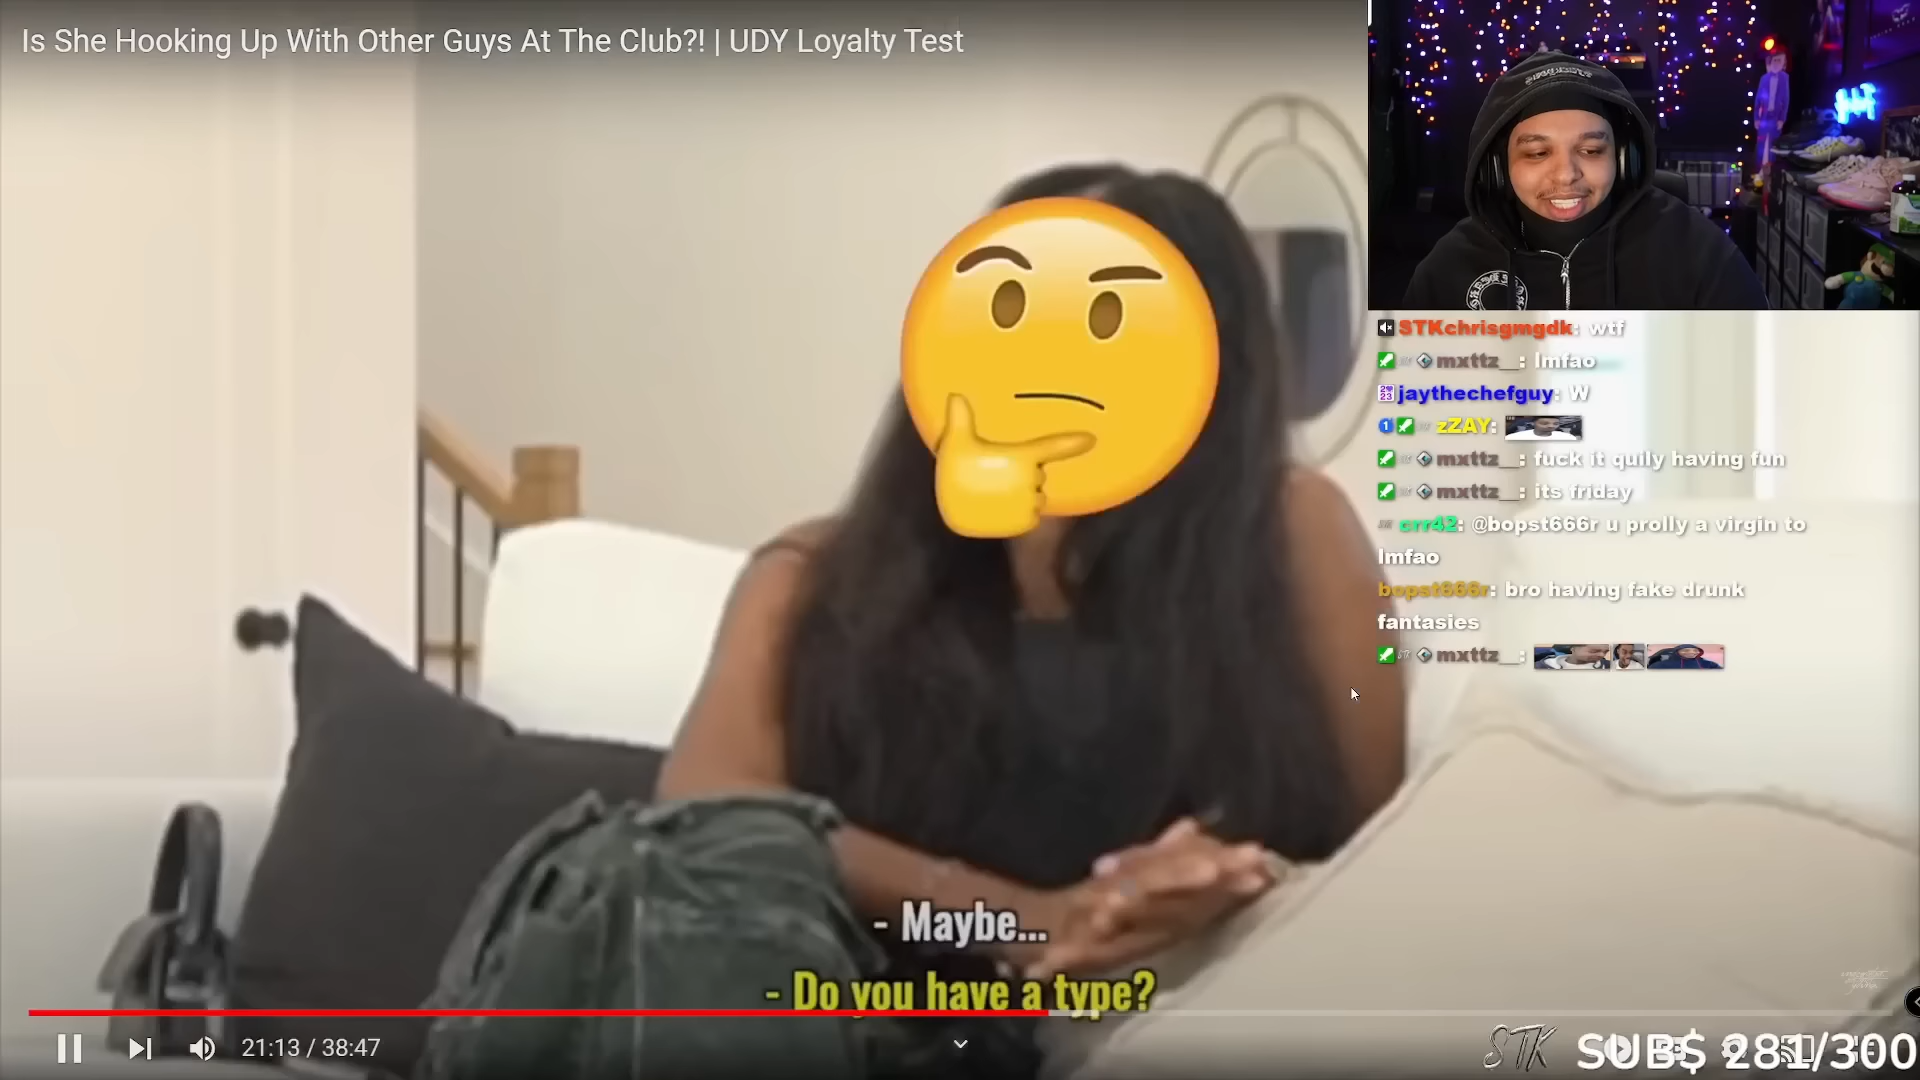 Is She Hooking Up With Other Guys At The Club?! | UDY Loyalty Test
STKchrisgmgdk: wtf
mxttz__: lmfao
jaythechefguy: W
zZAY:
mxttz__: fuck it quily having fun
mxttz__: its friday
crr42: @bopst666r u prolly a virgin to
lmfao
bopst666r: bro having fake drunk
fantasies
mxttz__:
- Maybe...
- Do you have a type?
21:13 / 38:47
STK SUB$ 281/300